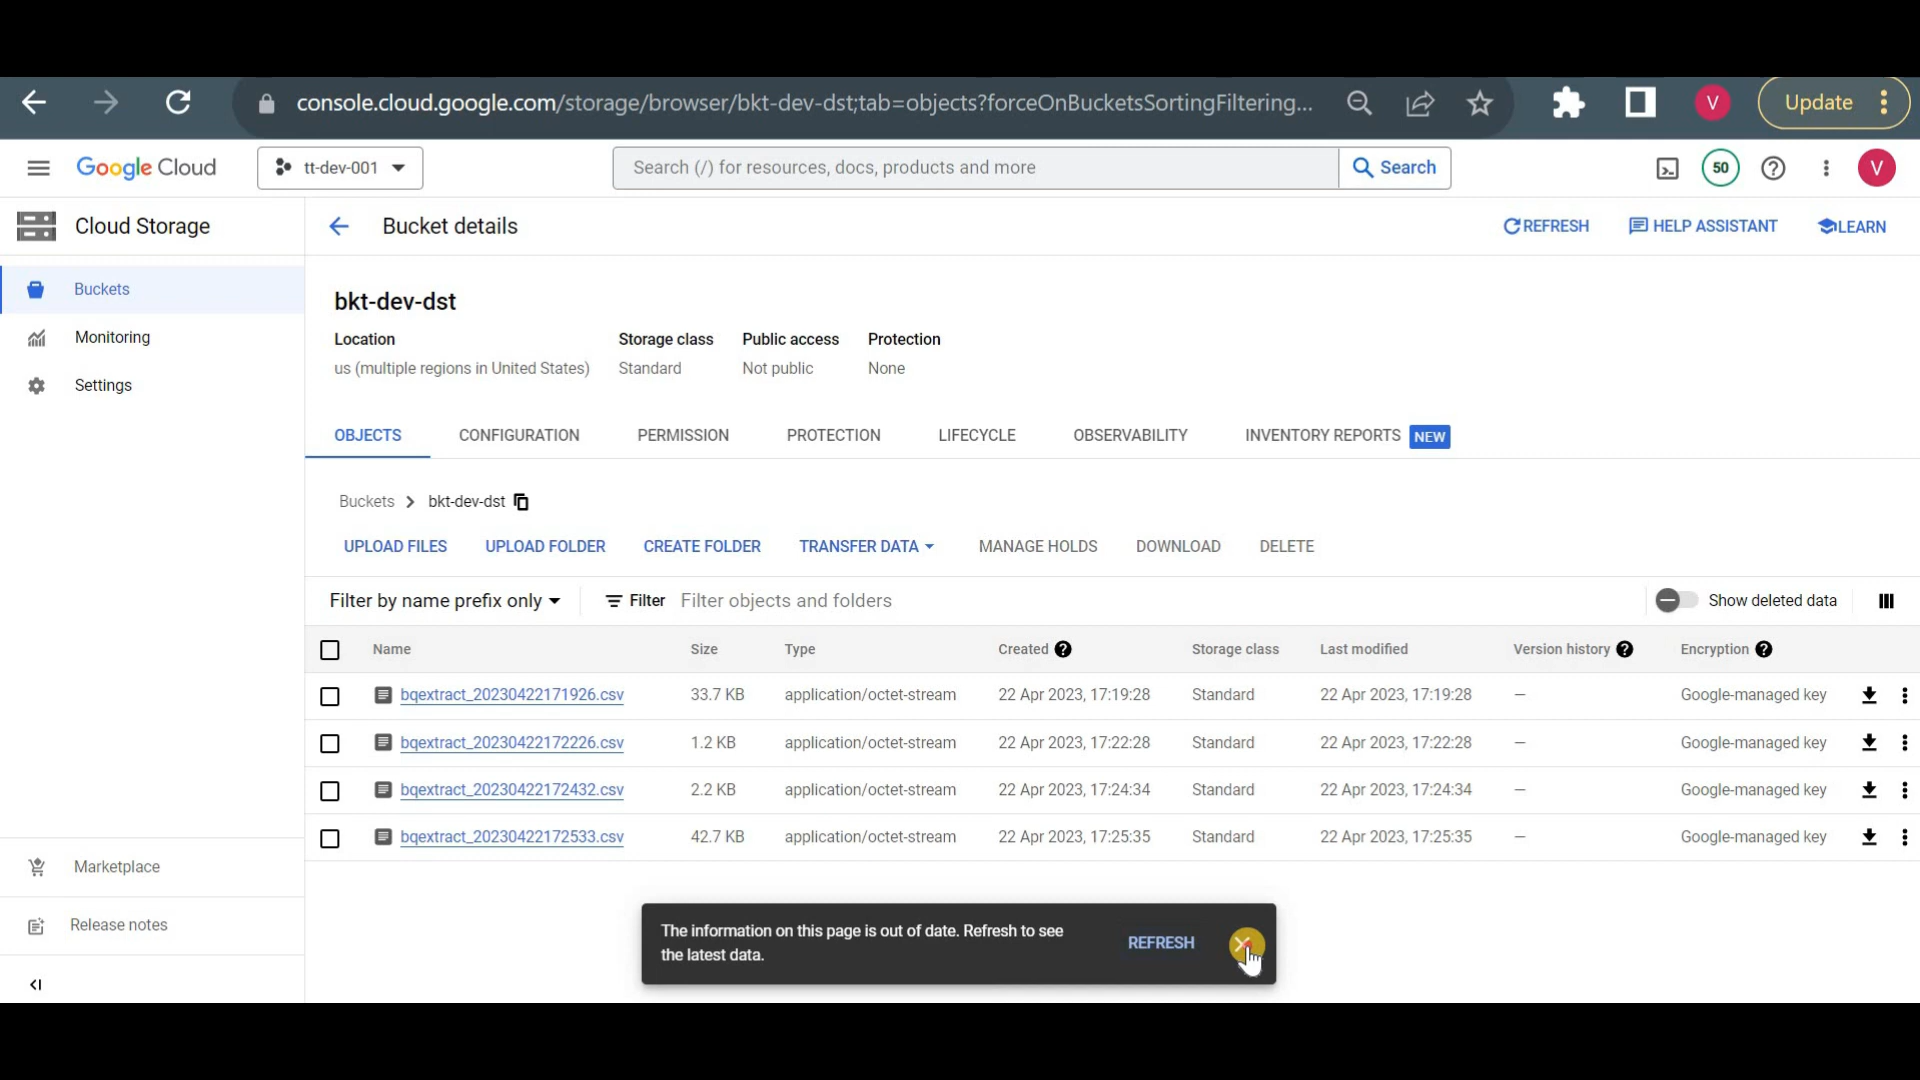 console.cloud.google.com/storage/browser/bkt-dev-dst;tab=objects?forceOnBucketsSortingFiltering...
V
Update
Google Cloud
tt-dev-001
Search (/) for resources, docs, products and more
Search
50
V
Cloud Storage
Bucket details
REFRESH
HELP ASSISTANT
LEARN
Buckets
Monitoring
Settings
Marketplace
Release notes
bkt-dev-dst
Location Storage class Public access Protection
us (multiple regions in United States) Standard Not public None
OBJECTS CONFIGURATION PERMISSION PROTECTION LIFECYCLE OBSERVABILITY INVENTORY REPORTS NEW
Buckets > bkt-dev-dst
UPLOAD FILES UPLOAD FOLDER CREATE FOLDER TRANSFER DATA MANAGE HOLDS DOWNLOAD DELETE
Filter by name prefix only Filter Filter objects and folders Show deleted data
Name Size Type Created Storage class Last modified Version history Encryption
bqextract_20230422171926.csv 33.7 KB application/octet-stream 22 Apr 2023, 17:19:28 Standard 22 Apr 2023, 17:19:28 — Google-managed key
bqextract_20230422172226.csv 1.2 KB application/octet-stream 22 Apr 2023, 17:22:28 Standard 22 Apr 2023, 17:22:28 — Google-managed key
bqextract_20230422172432.csv 2.2 KB application/octet-stream 22 Apr 2023, 17:24:34 Standard 22 Apr 2023, 17:24:34 — Google-managed key
bqextract_20230422172533.csv 42.7 KB application/octet-stream 22 Apr 2023, 17:25:35 Standard 22 Apr 2023, 17:25:35 — Google-managed key
The information on this page is out of date. Refresh to see
the latest data.
REFRESH